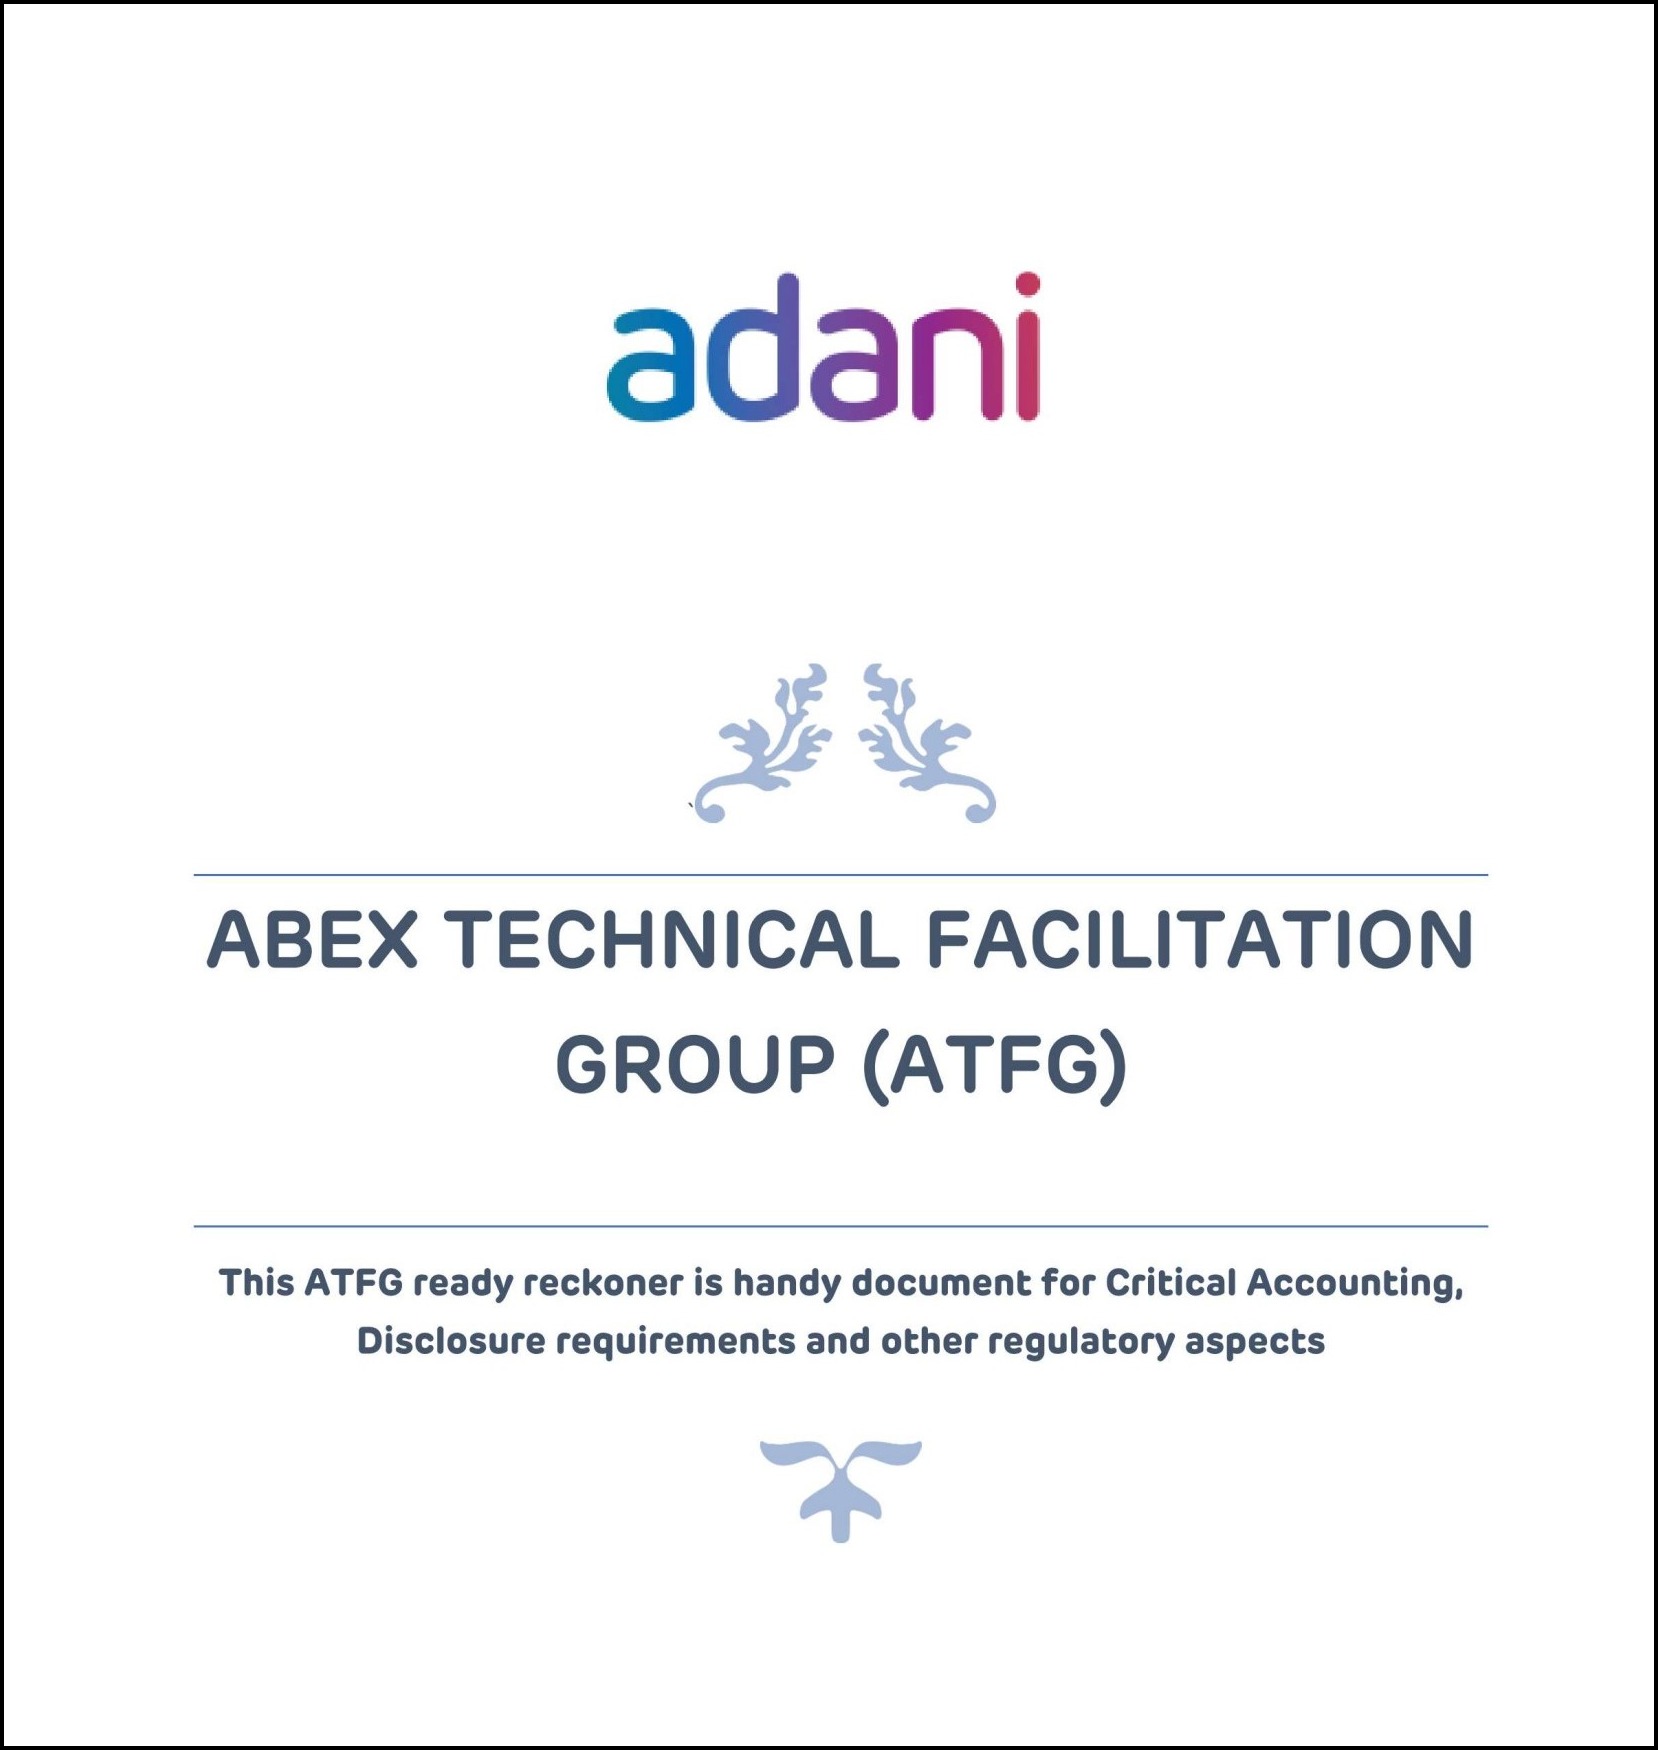 adani
`
ABEX TECHNICAL FACILITATION
GROUP (ATFG)
This ATFG ready reckoner is handy document for Critical Accounting,
Disclosure requirements and other regulatory aspects